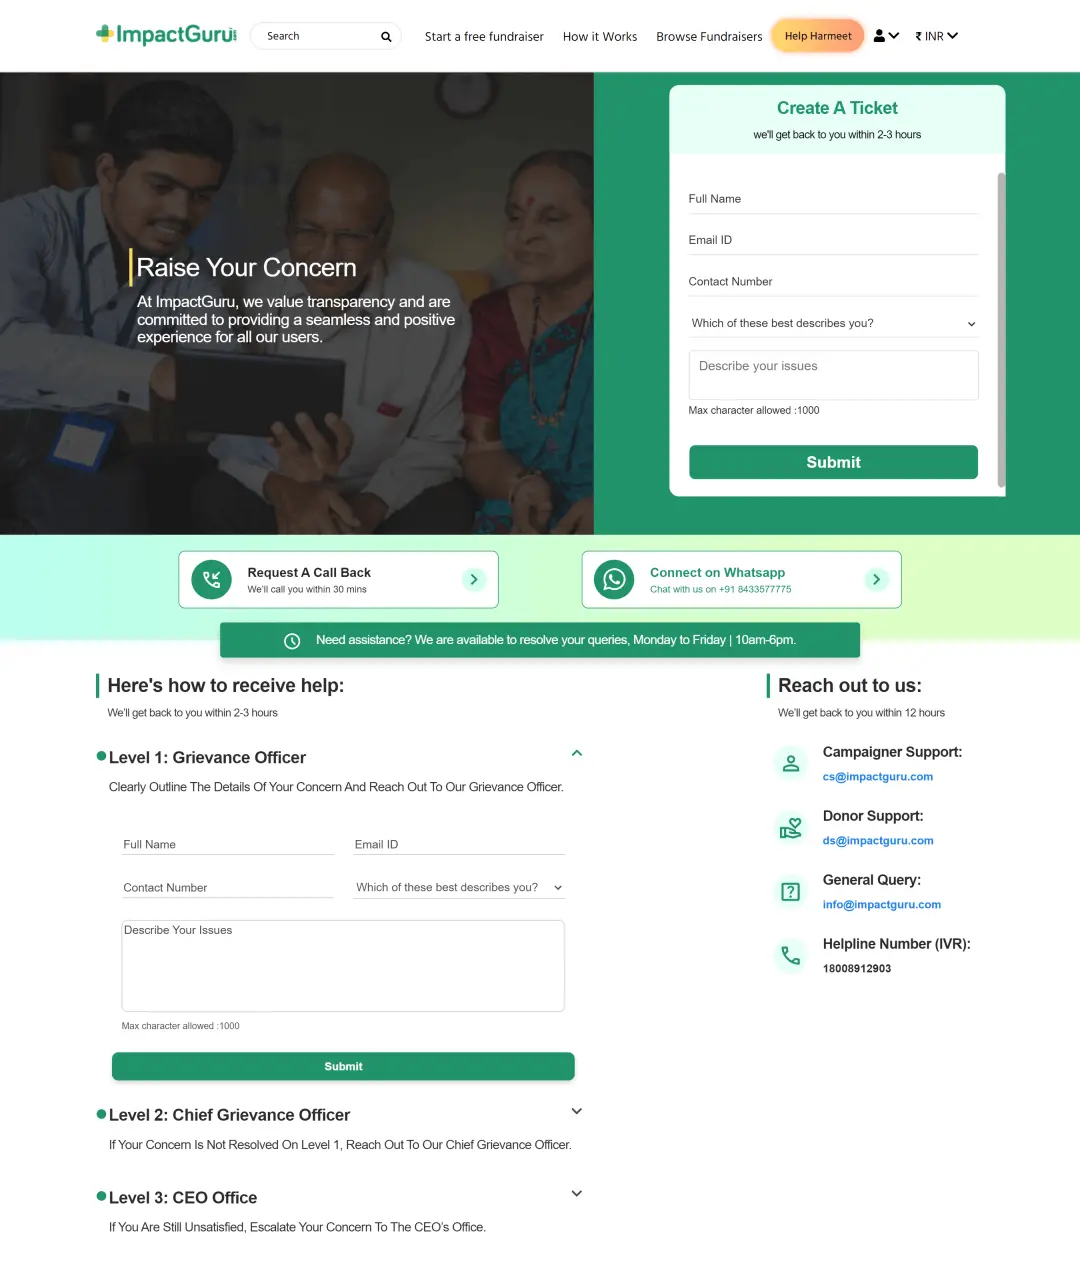 ImpactGuru
Search
Start a free fundraiser
How it Works
Browse Fundraisers
Help Harmeet
₹ INR
Create A Ticket
we'll get back to you within 2-3 hours
Full Name
Email ID
Contact Number
Which of these best describes you?
Describe your issues
Max character allowed :1000
Submit
Raise Your Concern
At ImpactGuru, we value transparency and are
committed to providing a seamless and positive
experience for all our users.
Request A Call Back
We'll call you within 30 mins
Connect on Whatsapp
Chat with us on +91 8433577775
Need assistance? We are available to resolve your queries, Monday to Friday | 10am-6pm.
Here's how to receive help:
We'll get back to you within 2-3 hours
Level 1: Grievance Officer
Clearly Outline The Details Of Your Concern And Reach Out To Our Grievance Officer.
Full Name
Email ID
Contact Number
Which of these best describes you?
Describe Your Issues
Max character allowed :1000
Submit
Level 2: Chief Grievance Officer
If Your Concern Is Not Resolved On Level 1, Reach Out To Our Chief Grievance Officer.
Level 3: CEO Office
If You Are Still Unsatisfied, Escalate Your Concern To The CEO's Office.
Reach out to us:
We'll get back to you within 12 hours
Campaigner Support:
cs@impactguru.com
Donor Support:
ds@impactguru.com
General Query:
info@impactguru.com
Helpline Number (IVR):
18008912903